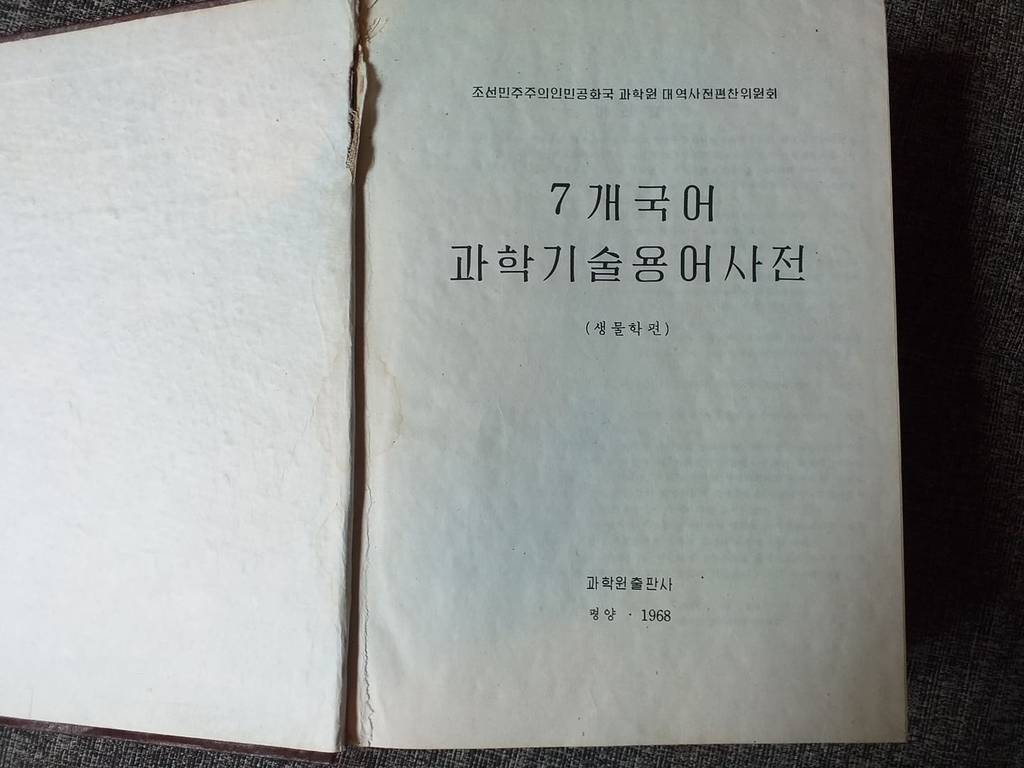 조선민주주의인민공화국 과학원 대역사전편찬위원회
7 개 국 어
과학기술용어사전
(생물학편)
과학원출판사
평양 · 1968